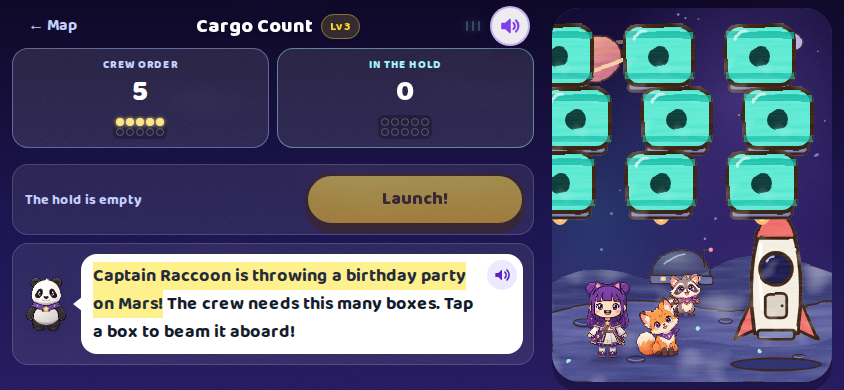 ← Map
Cargo Count
Lv 3
CREW ORDER
5
IN THE HOLD
0
The hold is empty
Launch!
Captain Raccoon is throwing a birthday party
on Mars! The crew needs this many boxes. Tap
a box to beam it aboard!